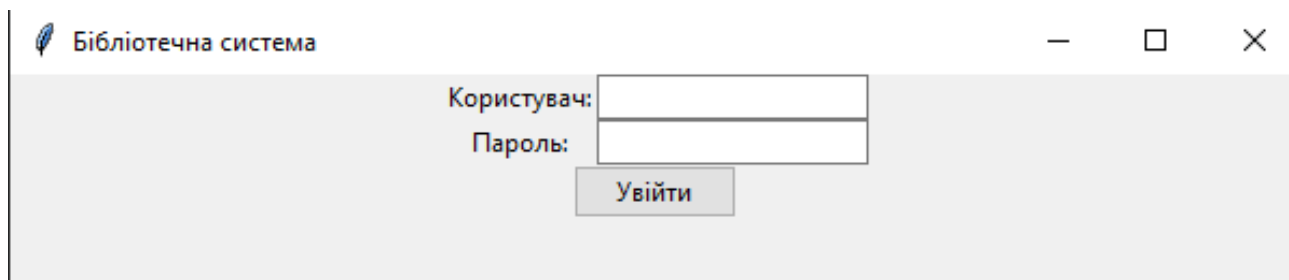 Бібліотечна система
Користувач:
Пароль:
Увійти